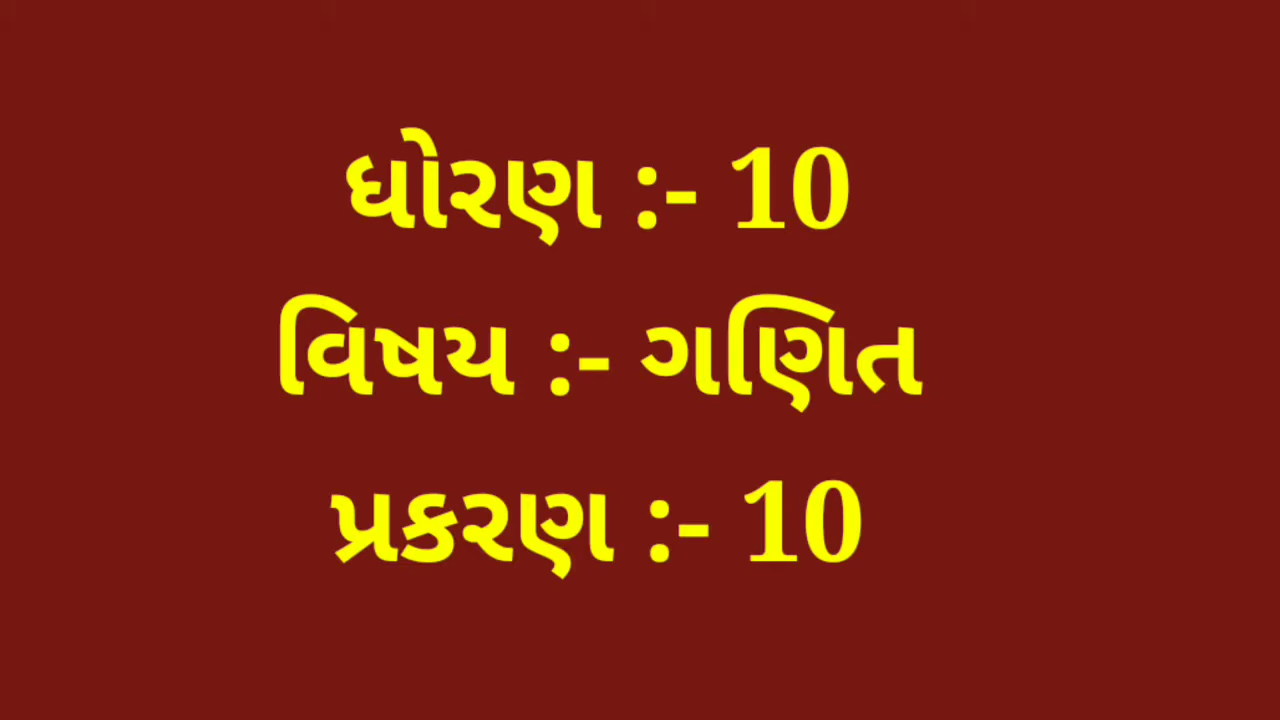 ધોરણ :- 10
વિષય :- ગણિત
પ્રકરણ :- 10